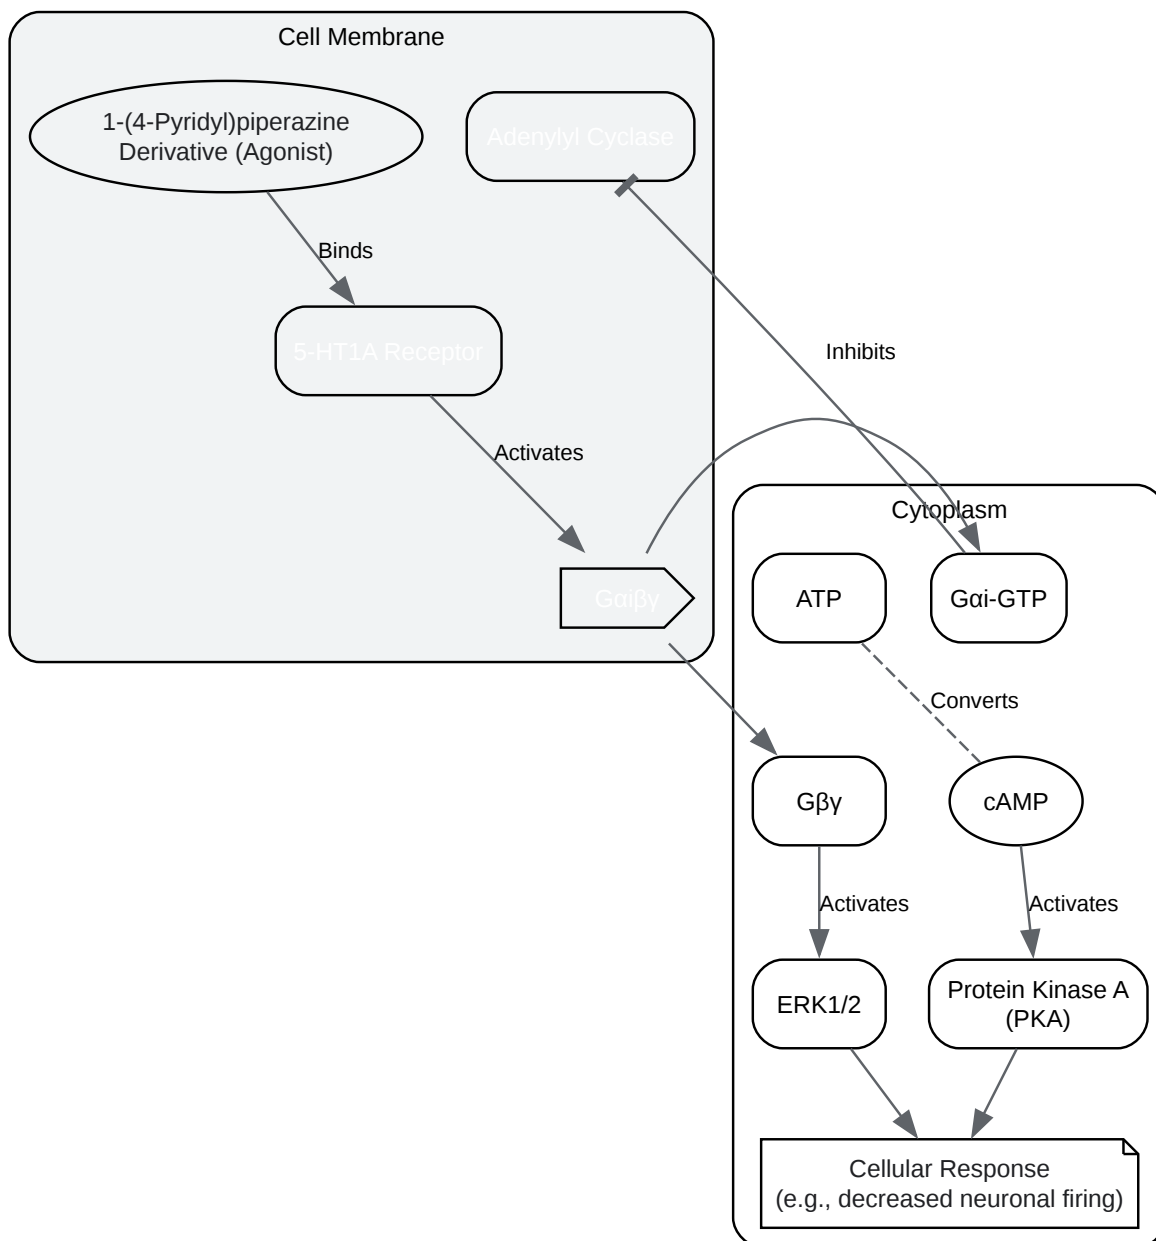 Cell Membrane
1-(4-Pyridyl)piperazine
Derivative (Agonist)
Adenylyl Cyclase
Binds
5-HT1A Receptor
Inhibits
Activates
Cytoplasm
Gαiβγ
ATP
Gαi-GTP
Converts
Gβγ
cAMP
Activates
Activates
ERK1/2
Protein Kinase A
(PKA)
Cellular Response
(e.g., decreased neuronal firing)